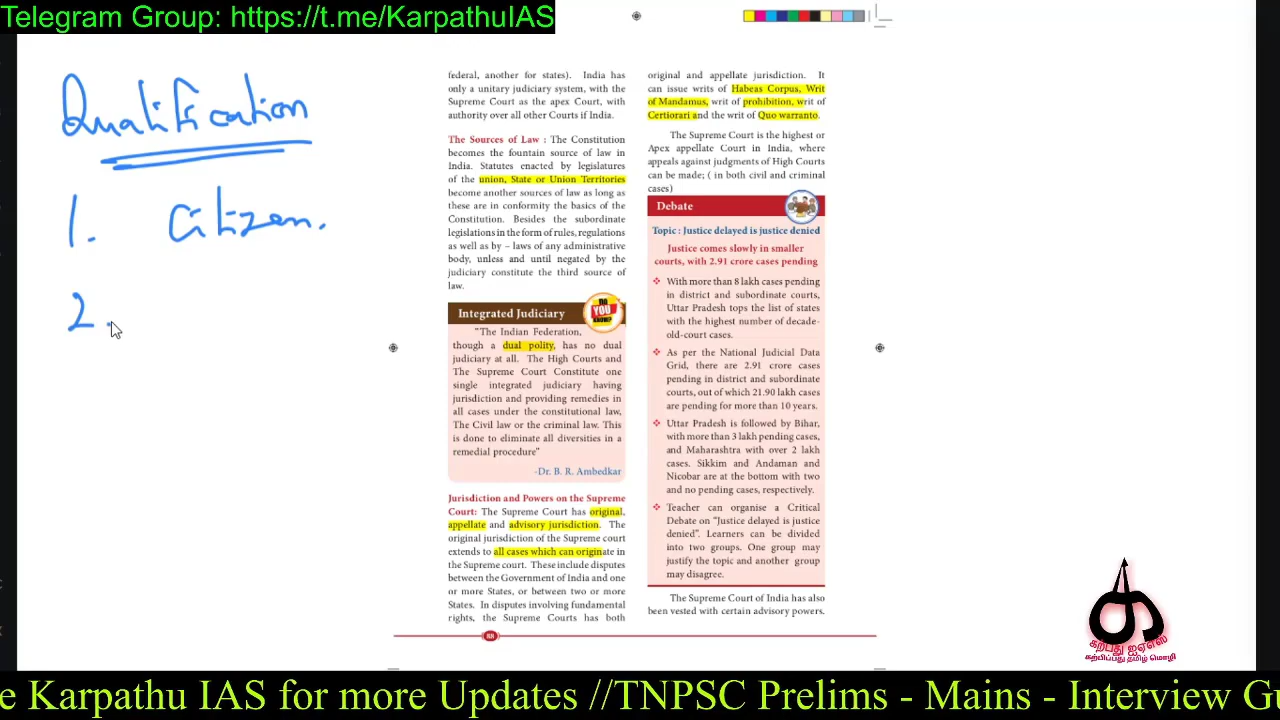 Telegram Group: https://t.me/KarpathuIAS
Qualification
1. Citizen.
2.
federal, another for states). India has
only a unitary judiciary system, with the
Supreme Court as the apex Court, with
authority over all other Courts if India.
The Sources of Law : The Constitution
becomes the fountain source of law in
India. Statutes enacted by legislatures
of the union, State or Union Territories
become another sources of law as long as
these are in conformity the basics of the
Constitution. Besides the subordinate
legislations in the form of rules, regulations
as well as by – laws of any administrative
body, unless and until negated by the
judiciary constitute the third source of
law.
Integrated Judiciary
DO YOU KNOW?
"The Indian Federation,
though a dual polity, has no dual
judiciary at all. The High Courts and
The Supreme Court Constitute one
single integrated judiciary having
jurisdiction and providing remedies in
all cases under the constitutional law,
The Civil law or the criminal law. This
is done to eliminate all diversities in a
remedial procedure"
-Dr. B. R. Ambedkar
Jurisdiction and Powers on the Supreme
Court: The Supreme Court has original,
appellate and advisory jurisdiction. The
original jurisdiction of the Supreme court
extends to all cases which can originate in
the Supreme court. These include disputes
between the Government of India and one
or more States, or between two or more
States. In disputes involving fundamental
rights, the Supreme Courts has both
original and appellate jurisdiction. It
can issue writs of Habeas Corpus, Writ
of Mandamus, writ of prohibition, writ of
Certiorari and the writ of Quo warranto.
The Supreme Court is the highest or
Apex appellate Court in India, where
appeals against judgments of High Courts
can be made; ( in both civil and criminal
cases)
Debate
Topic : Justice delayed is justice denied
Justice comes slowly in smaller
courts, with 2.91 crore cases pending
❖ With more than 8 lakh cases pending
in district and subordinate courts,
Uttar Pradesh tops the list of states
with the highest number of decade-
old-court cases.
❖ As per the National Judicial Data
Grid, there are 2.91 crore cases
pending in district and subordinate
courts, out of which 21.90 lakh cases
are pending for more than 10 years.
❖ Uttar Pradesh is followed by Bihar,
with more than 3 lakh pending cases,
and Maharashtra with over 2 lakh
cases. Sikkim and Andaman and
Nicobar are at the bottom with two
and no pending cases, respectively.
❖ Teacher can organise a Critical
Debate on "Justice delayed is justice
denied". Learners can be divided
into two groups. One group may
justify the topic and another group
may disagree.
The Supreme Court of India has also
been vested with certain advisory powers.
க
கற்பது ஐஏஎஸ்
கற்பிப்பது தமிழ் மொழி
e Karpathu IAS for more Updates //TNPSC Prelims - Mains - Interview Gu